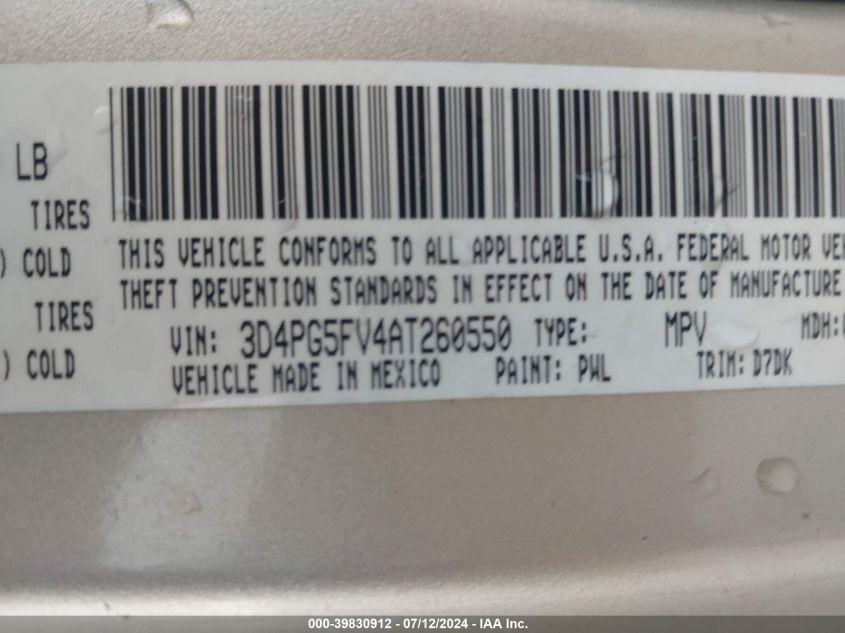 LB
TIRES
) COLD
TIRES
) COLD
THIS VEHICLE CONFORMS TO ALL APPLICABLE U.S.A. FEDERAL MOTOR VEH
THEFT PREVENTION STANDARDS IN EFFECT ON THE DATE OF MANUFACTURE
VIN: 3D4PG5FV4AT260550 TYPE: MPV MDH:
VEHICLE MADE IN MEXICO PAINT: PWL TRIM: D7DK
000-39830912 - 07/12/2024 - IAA Inc.